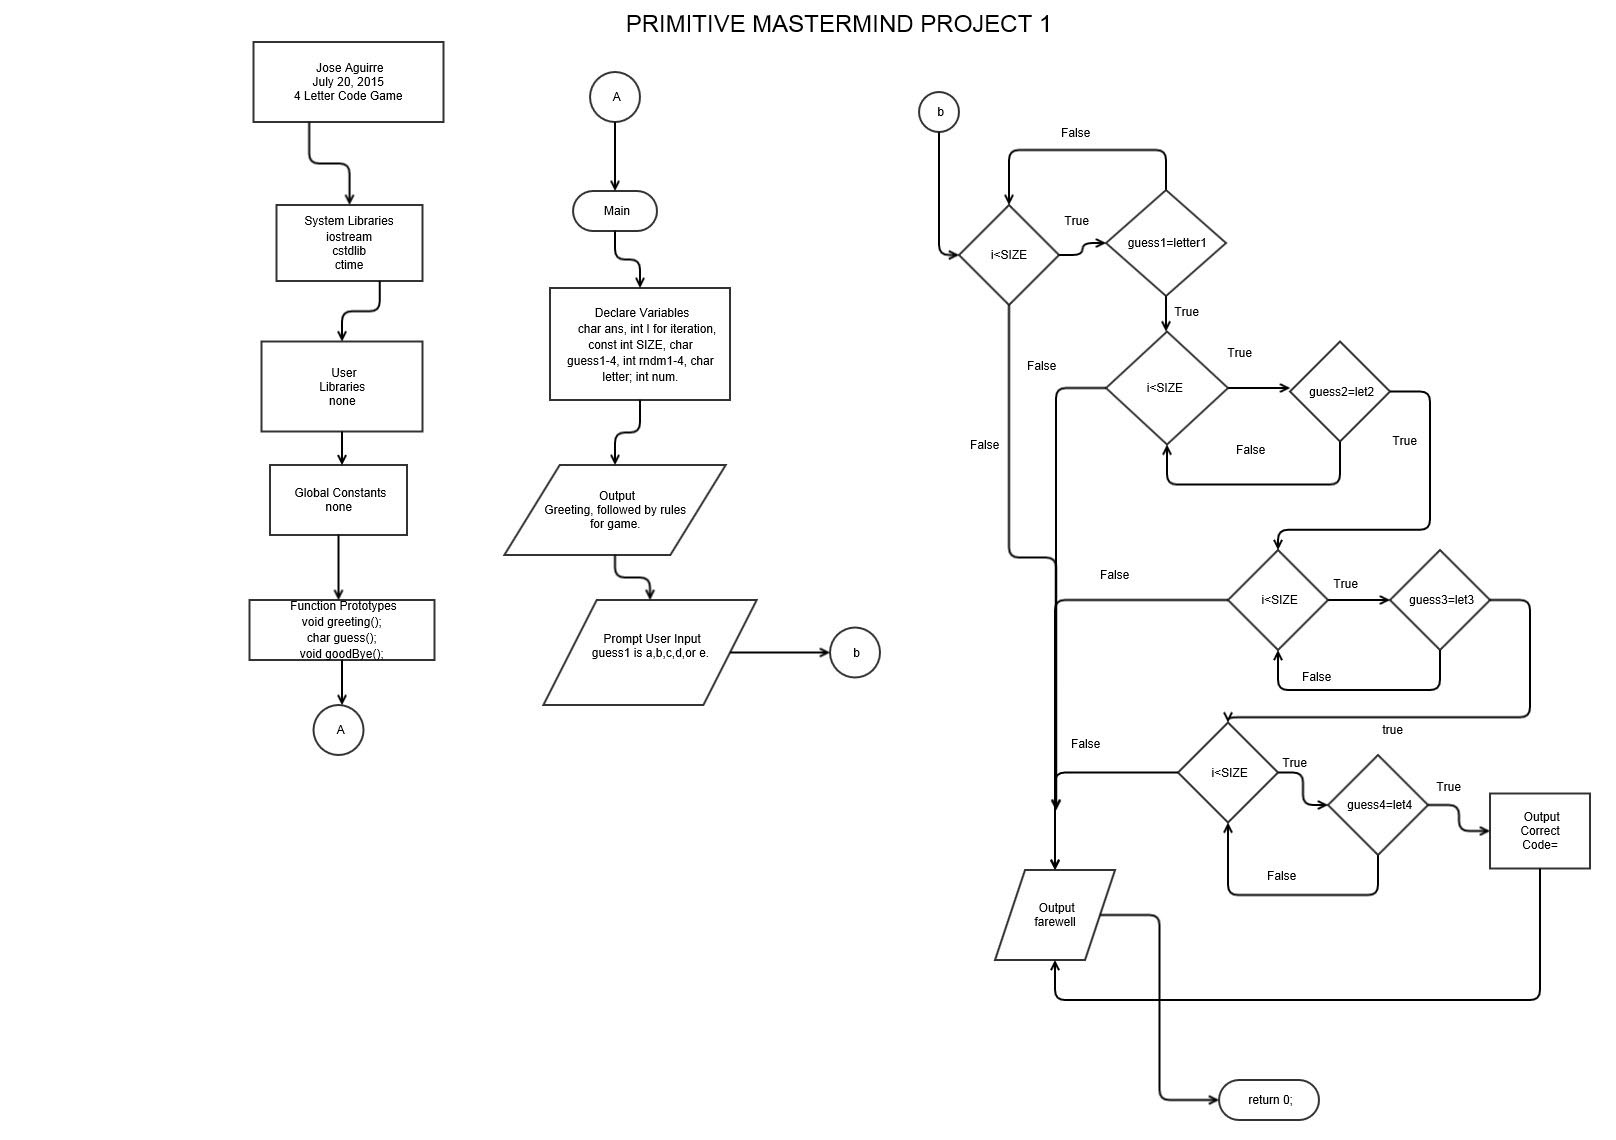 PRIMITIVE MASTERMIND PROJECT 1
Jose Aguirre
July 20, 2015
4 Letter Code Game
System Libraries
iostream
cstdlib
ctime
User
Libraries
none
Global Constants
none
Function Prototypes
void greeting();
char guess();
void goodBye();
A
A
Main
Declare Variables
char ans, int I for iteration,
const int SIZE, char
guess1-4, int rndm1-4, char
letter; int num.
Output
Greeting, followed by rules
for game.
Prompt User Input
guess1 is a,b,c,d,or e.
b
b
False
i<SIZE
True
guess1=letter1
True
False
False
i<SIZE
True
guess2=let2
False
True
False
i<SIZE
True
guess3=let3
False
true
False
i<SIZE
True
guess4=let4
True
False
Output
Correct
Code=
Output
farewell
return 0;